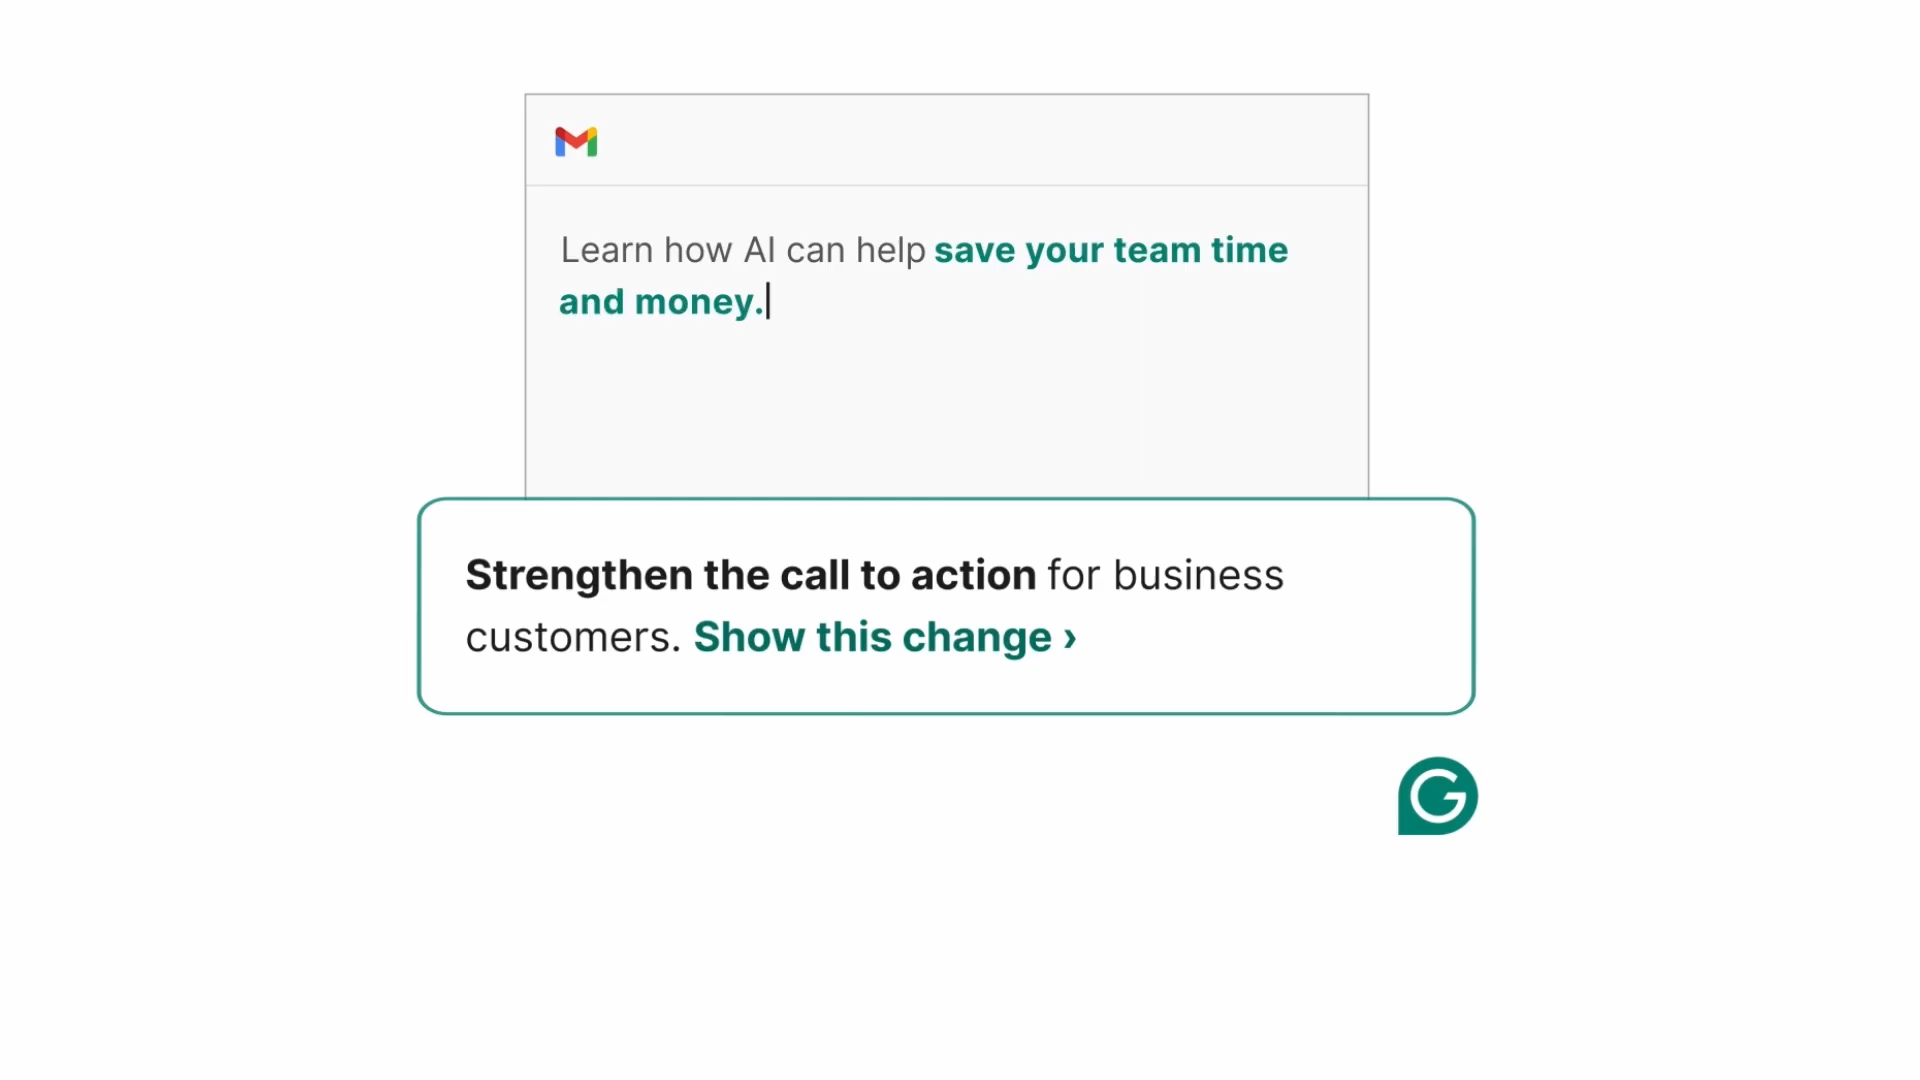 Learn how AI can help save your team time
and money.
Strengthen the call to action for business
customers. Show this change ›